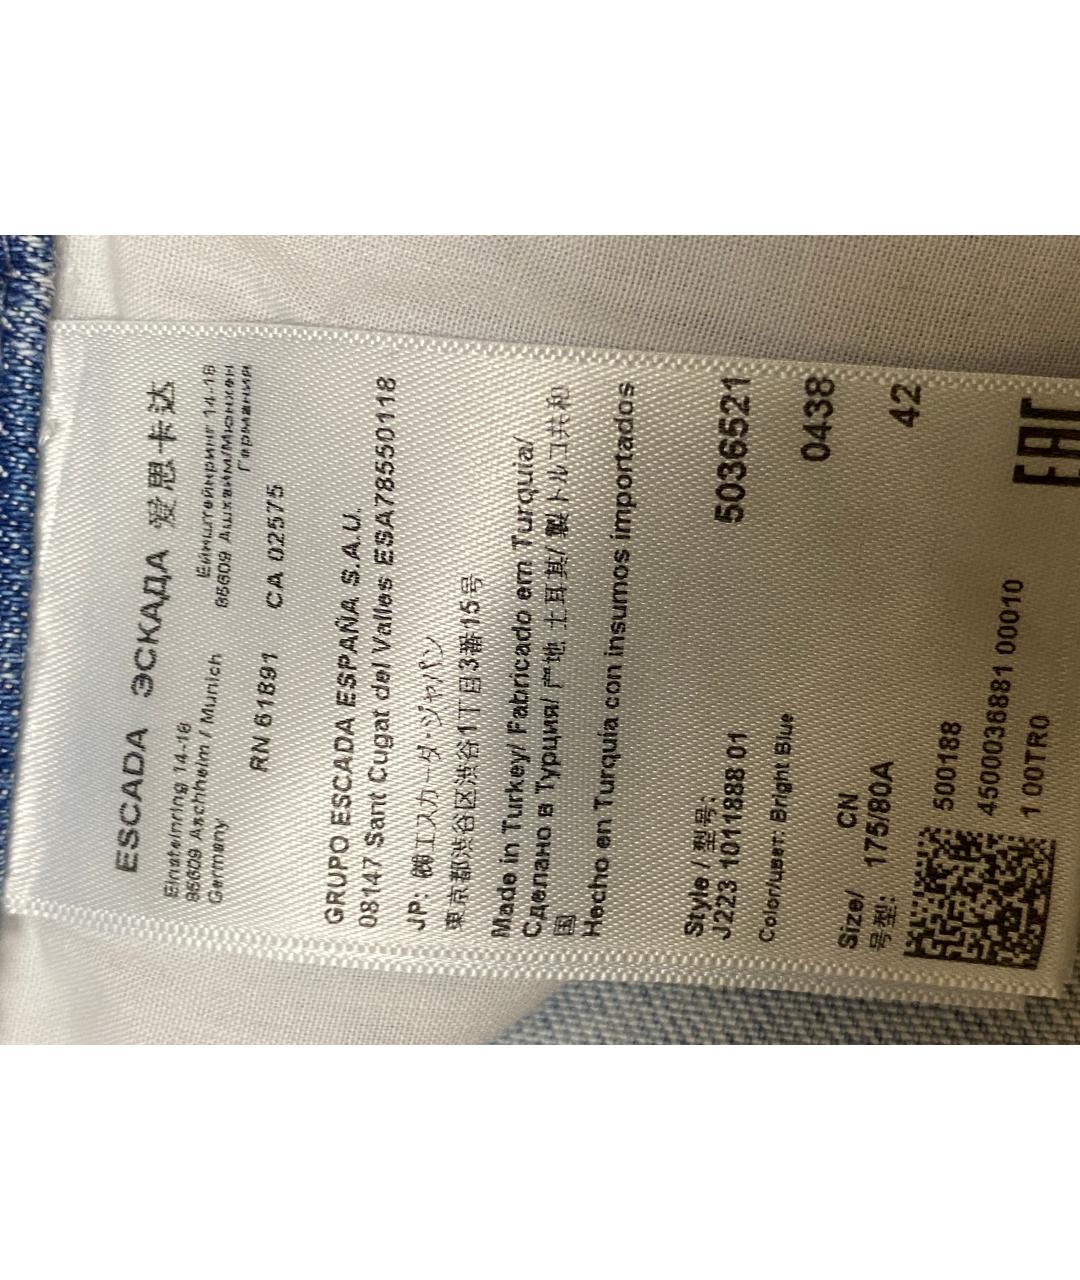 ESCADA ЭСКАДА 爱思卡达
Einsteinring 14-18
85609 Aschheim / Munich
Germany
Ейнштейнринг 14-18
85609 Ашхаим/Мюнхен
Германия
RN 61891 CA 02575
GRUPO ESCADA ESPAÑA S.A.U.
08147 Sant Cugat del Valles ESA78550118
JP: ㈱エスカーダ・ジャパン
東京都渋谷区渋谷1丁目3番15号
Made in Turkey/ Fabricado em Turquia/
Сделано в Турция/ 产地 土耳其/ 製トルコ共和
国
Hecho en Turquia con insumos importados
Style / 型号:
J223 1011888 01 5036521
Color/цвет: Bright Blue
0438
Size/ CN
号型: 175/80A 42
500188
4500036881 00010
1 00TR0
EAC